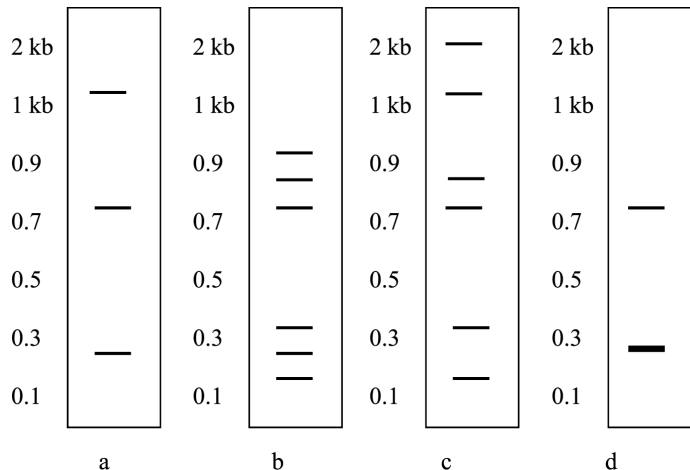 2 kb 2 kb 2 kb 2 kb
1 kb 1 kb 1 kb 1 kb
0.9 0.9 0.9 0.9
0.7 0.7 0.7 0.7
0.5 0.5 0.5 0.5
0.3 0.3 0.3 0.3
0.1 0.1 0.1 0.1
a b c d